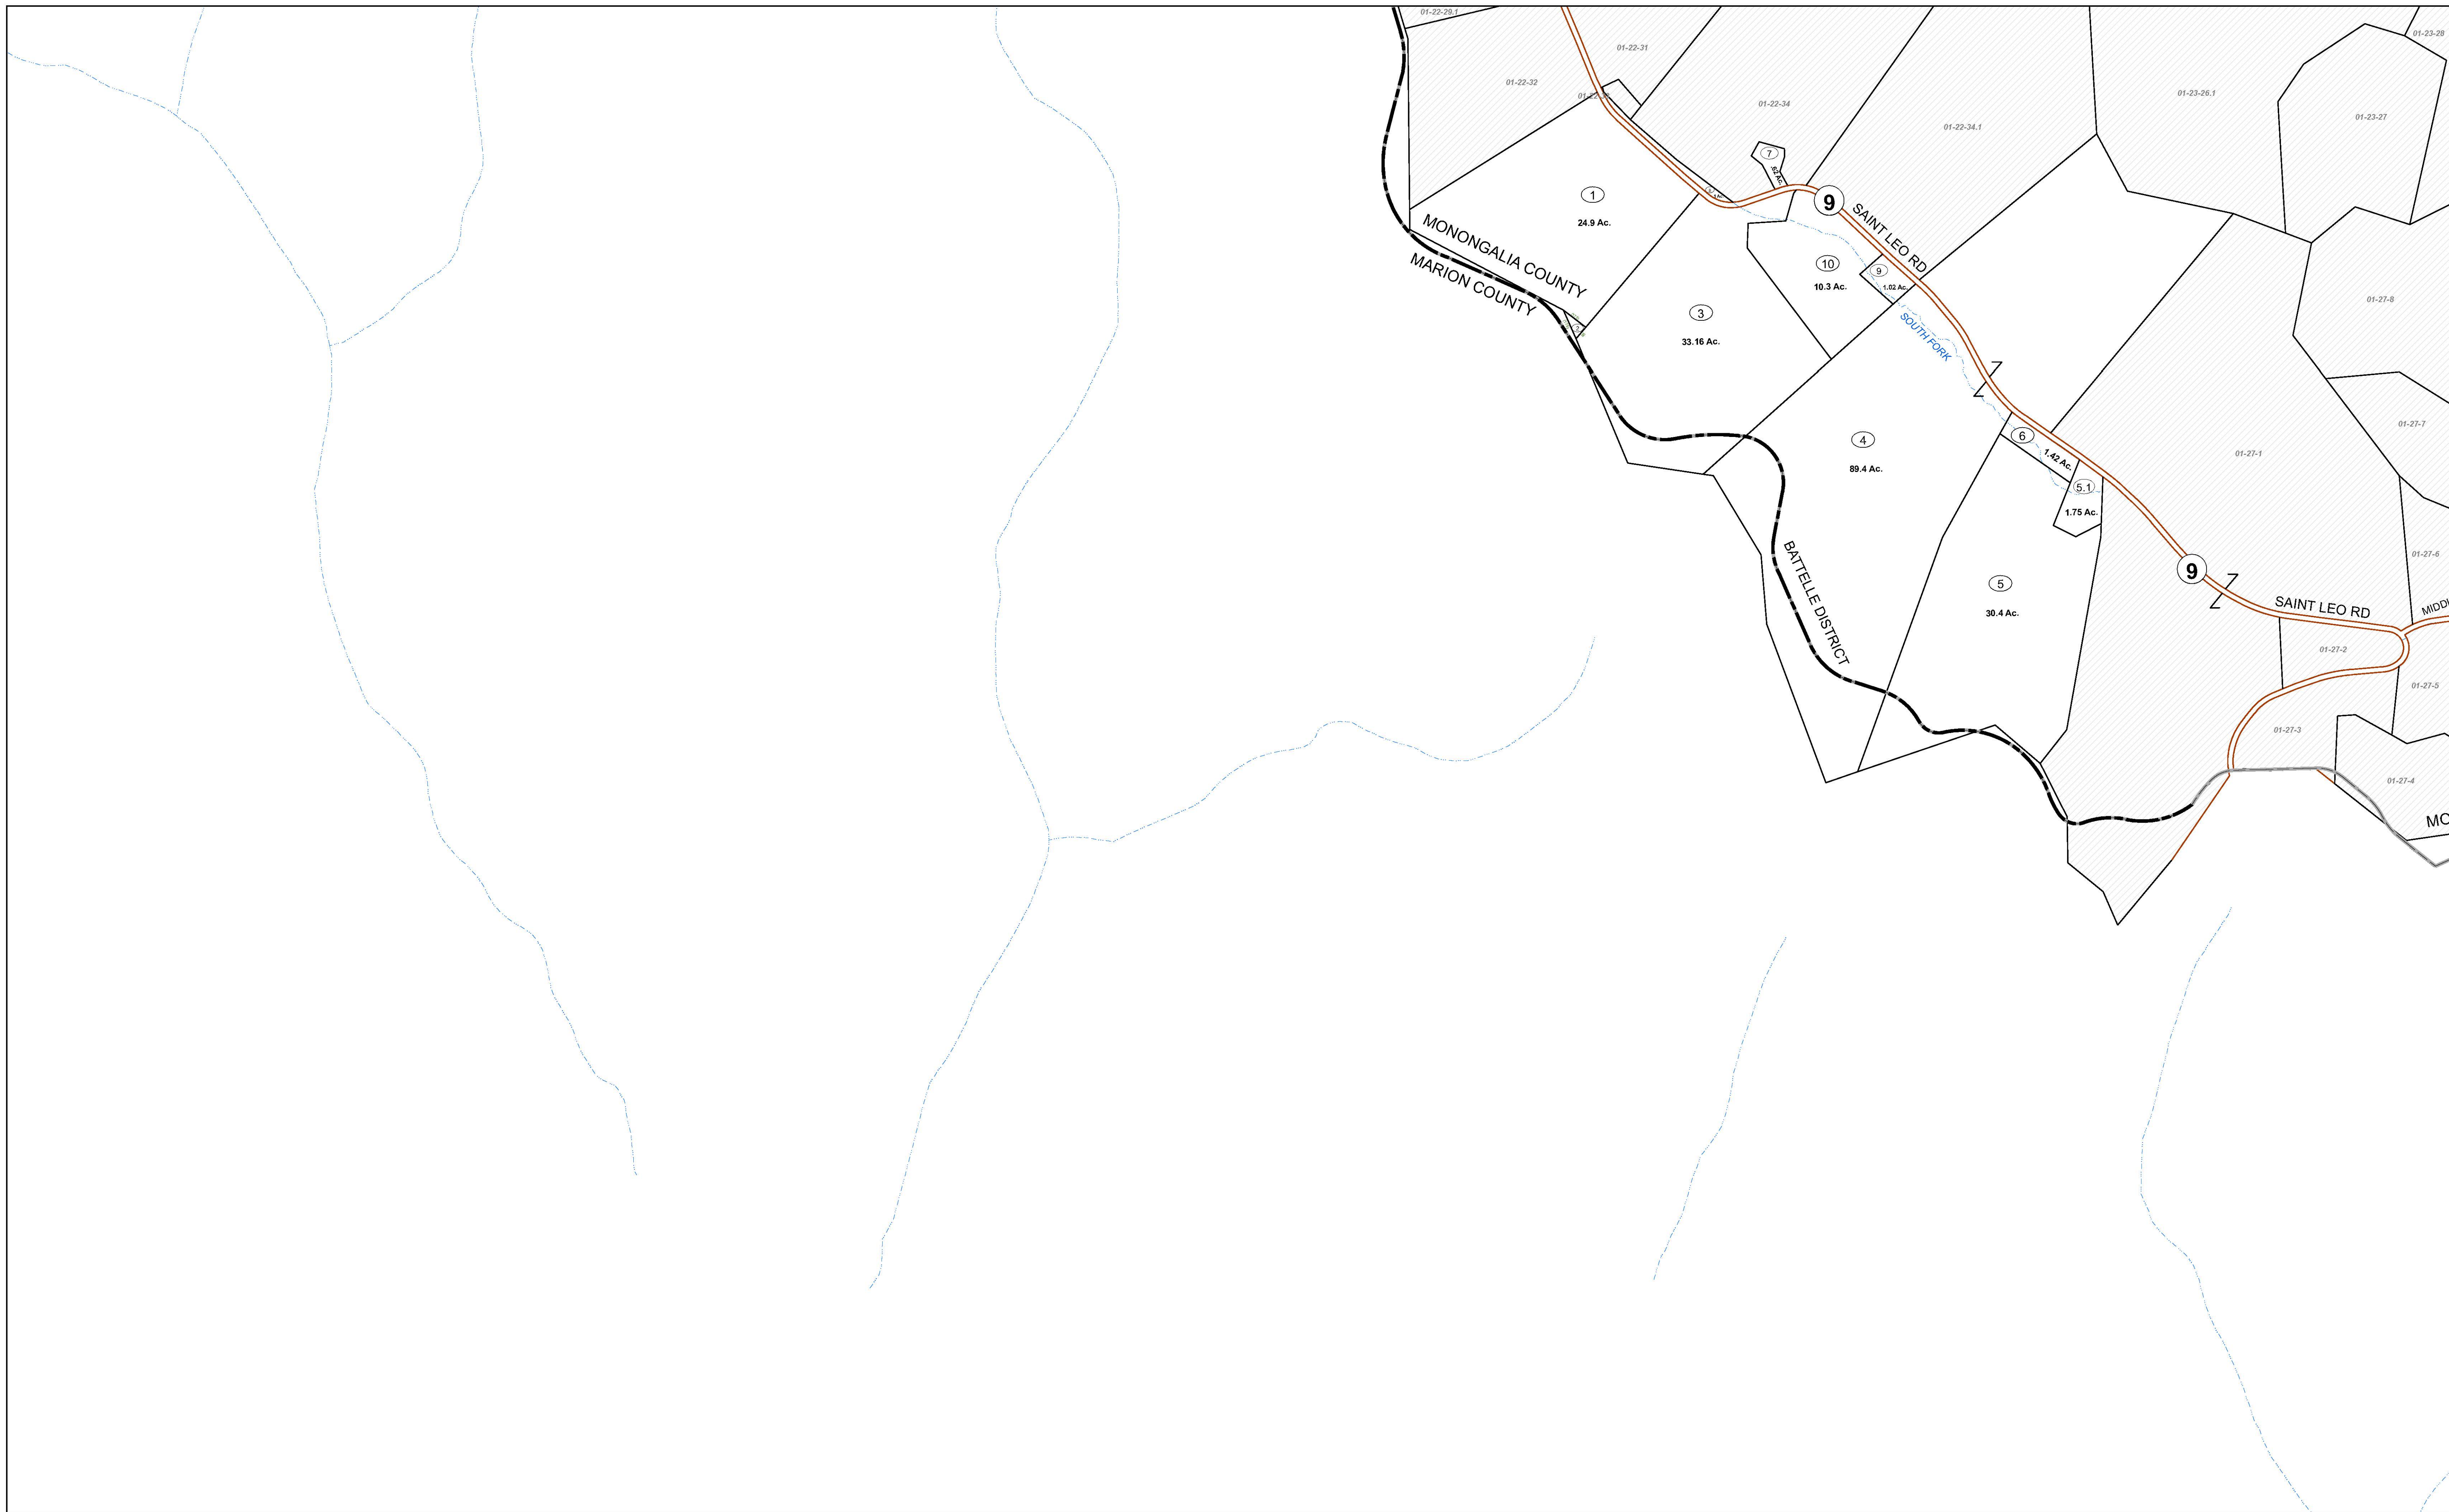 01-22-29.1
01-23-28
01-22-31
01-22-32
01-23-26.1
01-22-34
01-23-27
01-22-34.1
7
.62 Ac.
1
24.9 Ac.
9
SAINT LEO RD
MONONGALIA COUNTY
MARION COUNTY
10
10.3 Ac.
9
1.02 Ac.
01-27-8
3
33.16 Ac.
SOUTH FORK
2
Z
Z
4
89.4 Ac.
6
1.42 Ac.
01-27-7
01-27-1
5.1
1.75 Ac.
BATTELLE DISTRICT
01-27-6
9
Z
Z
5
30.4 Ac.
SAINT LEO RD
01-27-2
01-27-5
01-27-3
01-27-4